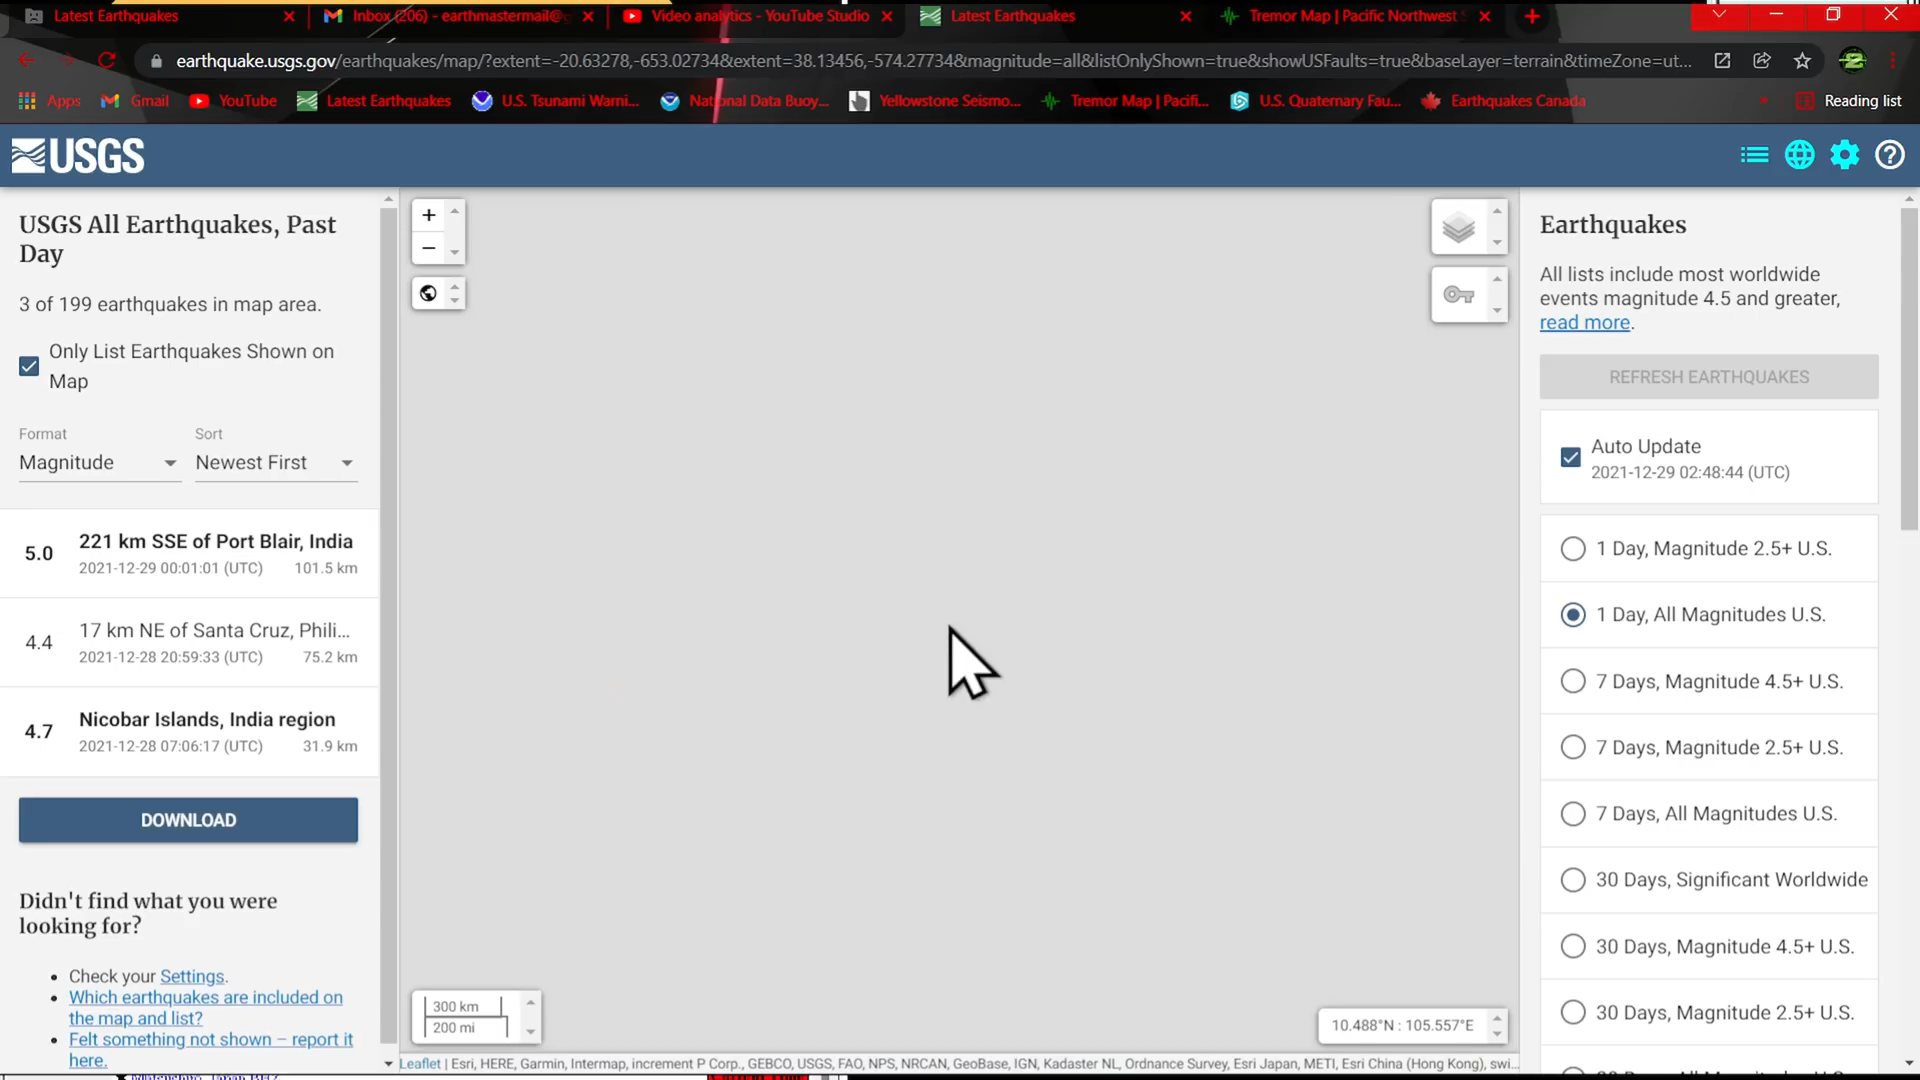 Latest Earthquakes
Inbox (206) - earthmastermail@g
Video analytics - YouTube Studio
Latest Earthquakes
Tremor Map | Pacific Northwest S
earthquake.usgs.gov/earthquakes/map/?extent=-20.63278,-653.02734&extent=38.13456,-574.27734&magnitude=all&listOnlyShown=true&showUSFaults=true&baseLayer=terrain&timeZone=ut...
Apps
Gmail
YouTube
Latest Earthquakes
U.S. Tsunami Warni...
National Data Buoy...
Yellowstone Seismo...
Tremor Map | Pacifi...
U.S. Quaternary Fau...
Earthquakes Canada
Reading list
USGS
USGS All Earthquakes, Past
Day
3 of 199 earthquakes in map area.
Only List Earthquakes Shown on
Map
Format
Sort
Magnitude
Newest First
5.0
221 km SSE of Port Blair, India
2021-12-29 00:01:01 (UTC)
101.5 km
4.4
17 km NE of Santa Cruz, Phili...
2021-12-28 20:59:33 (UTC)
75.2 km
4.7
Nicobar Islands, India region
2021-12-28 07:06:17 (UTC)
31.9 km
DOWNLOAD
Didn't find what you were
looking for?
• Check your Settings.
• Which earthquakes are included on
the map and list?
• Felt something not shown – report it
here.
+
−
300 km
200 mi
10.488°N : 105.557°E
Leaflet | Esri, HERE, Garmin, Intermap, increment P Corp., GEBCO, USGS, FAO, NPS, NRCAN, GeoBase, IGN, Kadaster NL, Ordnance Survey, Esri Japan, METI, Esri China (Hong Kong), swi...
Earthquakes
All lists include most worldwide
events magnitude 4.5 and greater,
read more.
REFRESH EARTHQUAKES
Auto Update
2021-12-29 02:48:44 (UTC)
1 Day, Magnitude 2.5+ U.S.
1 Day, All Magnitudes U.S.
7 Days, Magnitude 4.5+ U.S.
7 Days, Magnitude 2.5+ U.S.
7 Days, All Magnitudes U.S.
30 Days, Significant Worldwide
30 Days, Magnitude 4.5+ U.S.
30 Days, Magnitude 2.5+ U.S.